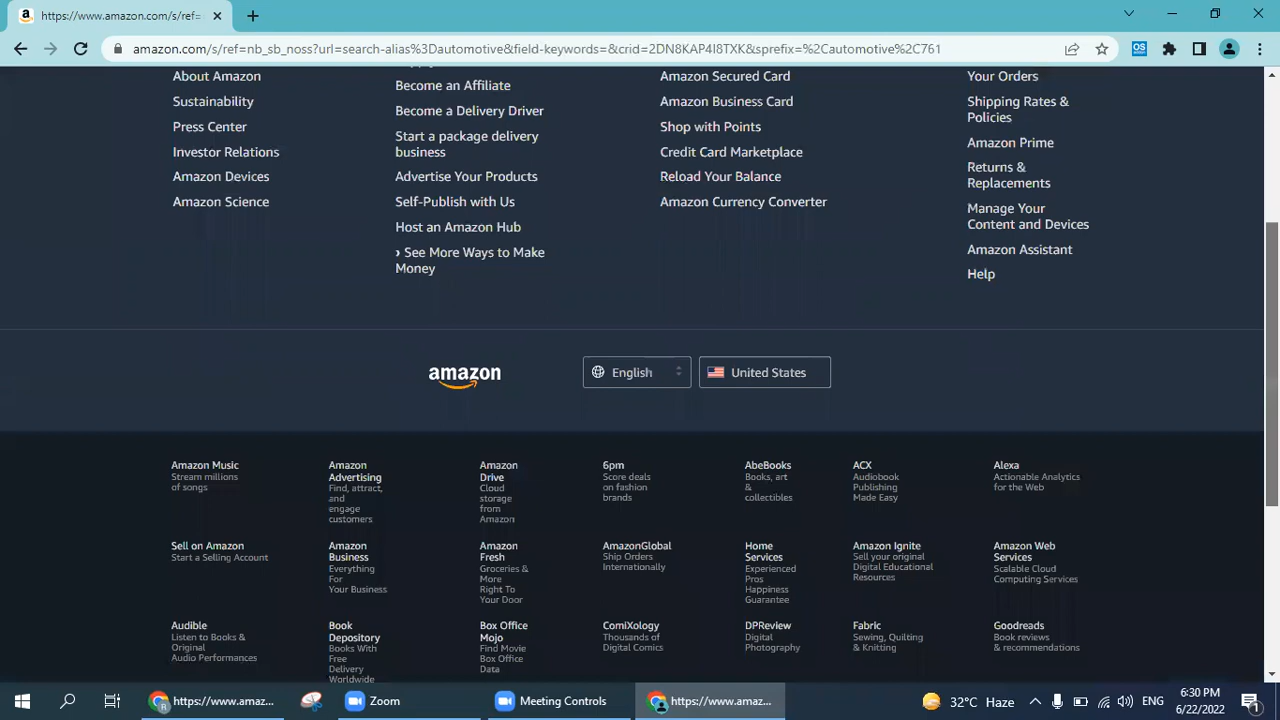 https://www.amazon.com/s/ref=
amazon.com/s/ref=nb_sb_noss?url=search-alias%3Dautomotive&field-keywords=&crid=2DN8KAP4I8TXK&sprefix=%2Cautomotive%2C761
OS
About Amazon
Sustainability
Press Center
Investor Relations
Amazon Devices
Amazon Science
Become an Affiliate
Become a Delivery Driver
Start a package delivery
business
Advertise Your Products
Self-Publish with Us
Host an Amazon Hub
› See More Ways to Make
Money
Amazon Secured Card
Amazon Business Card
Shop with Points
Credit Card Marketplace
Reload Your Balance
Amazon Currency Converter
Your Orders
Shipping Rates &
Policies
Amazon Prime
Returns &
Replacements
Manage Your
Content and Devices
Amazon Assistant
Help
amazon
English
United States
Amazon Music
Stream millions
of songs
Amazon
Advertising
Find, attract,
and
engage
customers
Amazon
Drive
Cloud
storage
from
Amazon
6pm
Score deals
on fashion
brands
AbeBooks
Books, art
&
collectibles
ACX
Audiobook
Publishing
Made Easy
Alexa
Actionable Analytics
for the Web
Sell on Amazon
Start a Selling Account
Amazon
Business
Everything
For
Your Business
Amazon
Fresh
Groceries &
More
Right To
Your Door
AmazonGlobal
Ship Orders
Internationally
Home
Services
Experienced
Pros
Happiness
Guarantee
Amazon Ignite
Sell your original
Digital Educational
Resources
Amazon Web
Services
Scalable Cloud
Computing Services
Audible
Listen to Books &
Original
Audio Performances
Book
Depository
Books With
Free
Delivery
Worldwide
Box Office
Mojo
Find Movie
Box Office
Data
ComiXology
Thousands of
Digital Comics
DPReview
Digital
Photography
Fabric
Sewing, Quilting
& Knitting
Goodreads
Book reviews
& recommendations
https://www.amaz...
Zoom
Meeting Controls
https://www.amaz...
32°C Haze
ENG
6:30 PM
6/22/2022
1